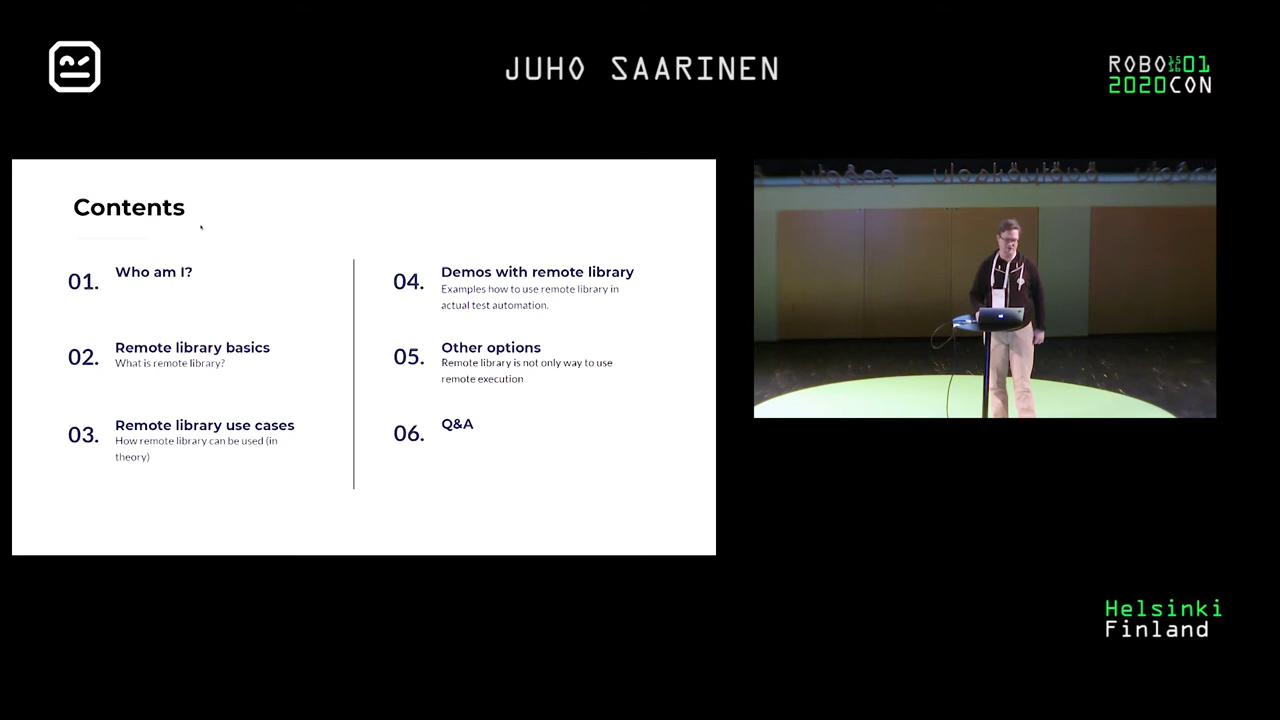 JUHO SAARINEN
ROBO 01
2020CON
Contents
01. Who am I?
02. Remote library basics
What is remote library?
03. Remote library use cases
How remote library can be used (in
theory)
04. Demos with remote library
Examples how to use remote library in
actual test automation.
05. Other options
Remote library is not only way to use
remote execution
06. Q&A
Helsinki
Finland